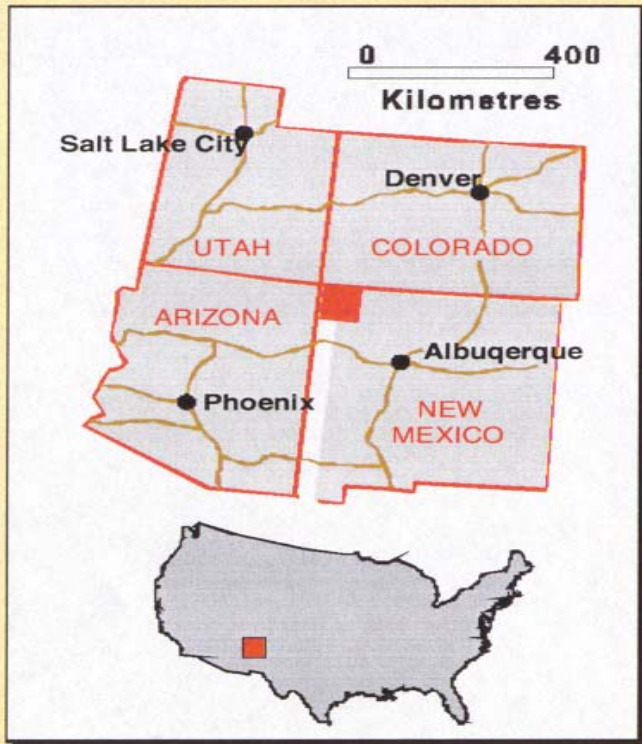 0 400
Kilometres
Salt Lake City
Denver
UTAH
COLORADO
ARIZONA
Albuqerque
Phoenix
NEW
MEXICO